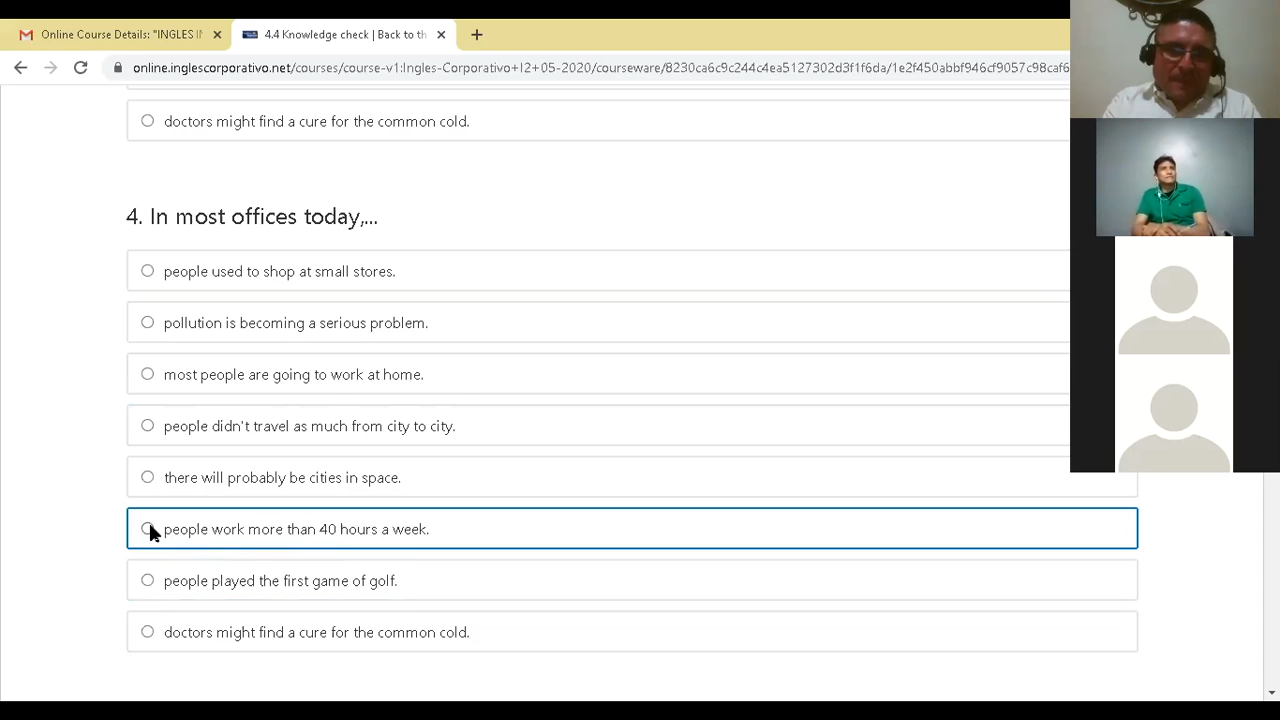 Online Course Details: "INGLES I
4.4 Knowledge check | Back to th
online.inglescorporativo.net/courses/course-v1:Ingles-Corporativo+I2+05-2020/courseware/8230ca6c9c244c4ea5127302d3f1f6da/1e2f450abbf946cf9057c98caf6
doctors might find a cure for the common cold.
4. In most offices today,...
people used to shop at small stores.
pollution is becoming a serious problem.
most people are going to work at home.
people didn't travel as much from city to city.
there will probably be cities in space.
people work more than 40 hours a week.
people played the first game of golf.
doctors might find a cure for the common cold.